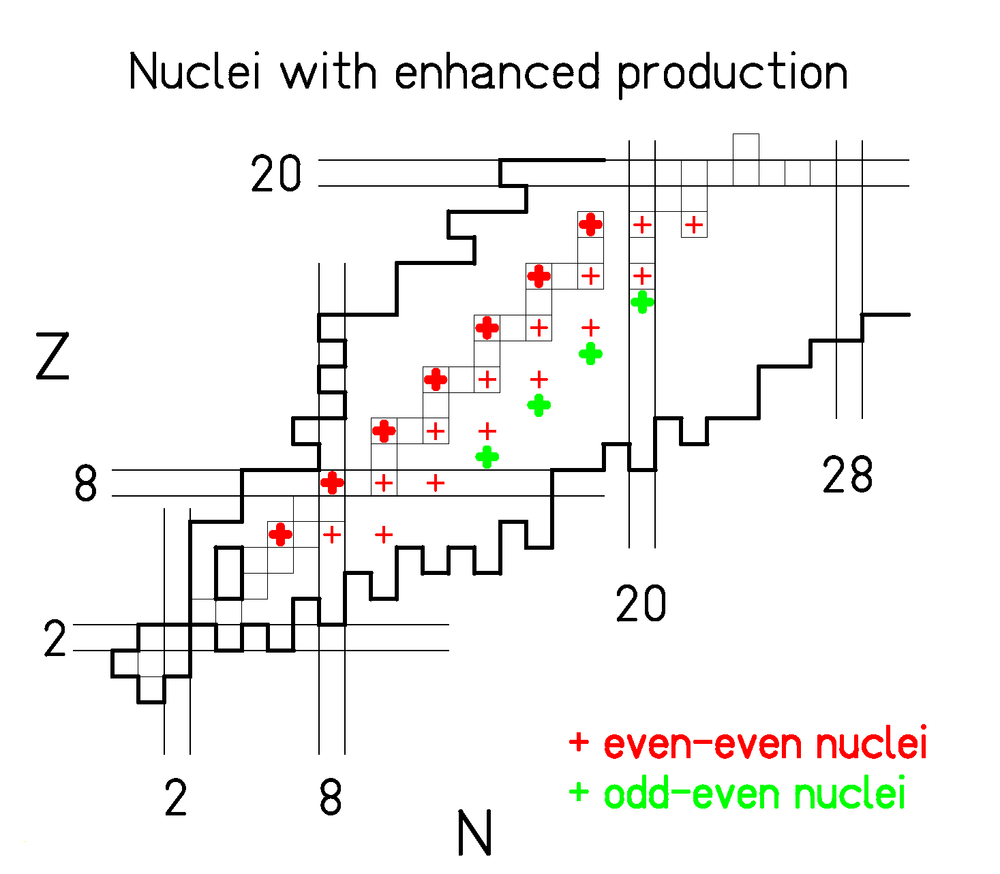 Nuclei with enhanced production
20
Z
8
28
20
2
+ even-even nuclei
+ odd-even nuclei
2
8
N